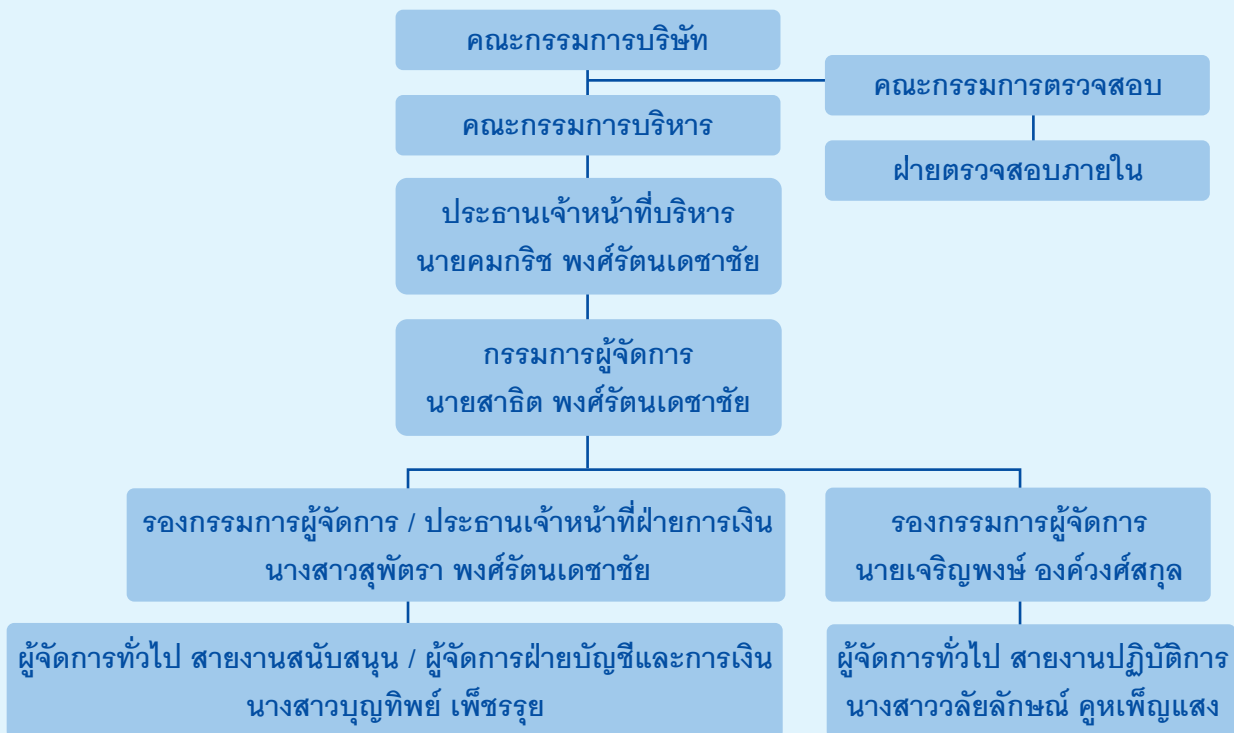 คณะกรรมการบริษัท
คณะกรรมการตรวจสอบ
คณะกรรมการบริหาร
ฝ่ายตรวจสอบภายใน
ประธานเจ้าหน้าที่บริหาร
นายคมกริช พงศ์รัตนเดชาชัย
กรรมการผู้จัดการ
นายสาธิต พงศ์รัตนเดชาชัย
รองกรรมการผู้จัดการ / ประธานเจ้าหน้าที่ฝ่ายการเงิน
นางสาวสุพัตรา พงศ์รัตนเดชาชัย
รองกรรมการผู้จัดการ
นายเจริญพงษ์ องค์วงศ์สกุล
ผู้จัดการทั่วไป สายงานสนับสนุน / ผู้จัดการฝ่ายบัญชีและการเงิน
นางสาวบุญทิพย์ เพ็ชรรุย
ผู้จัดการทั่วไป สายงานปฏิบัติการ
นางสาววลัยลักษณ์ คูหเพ็ญแสง